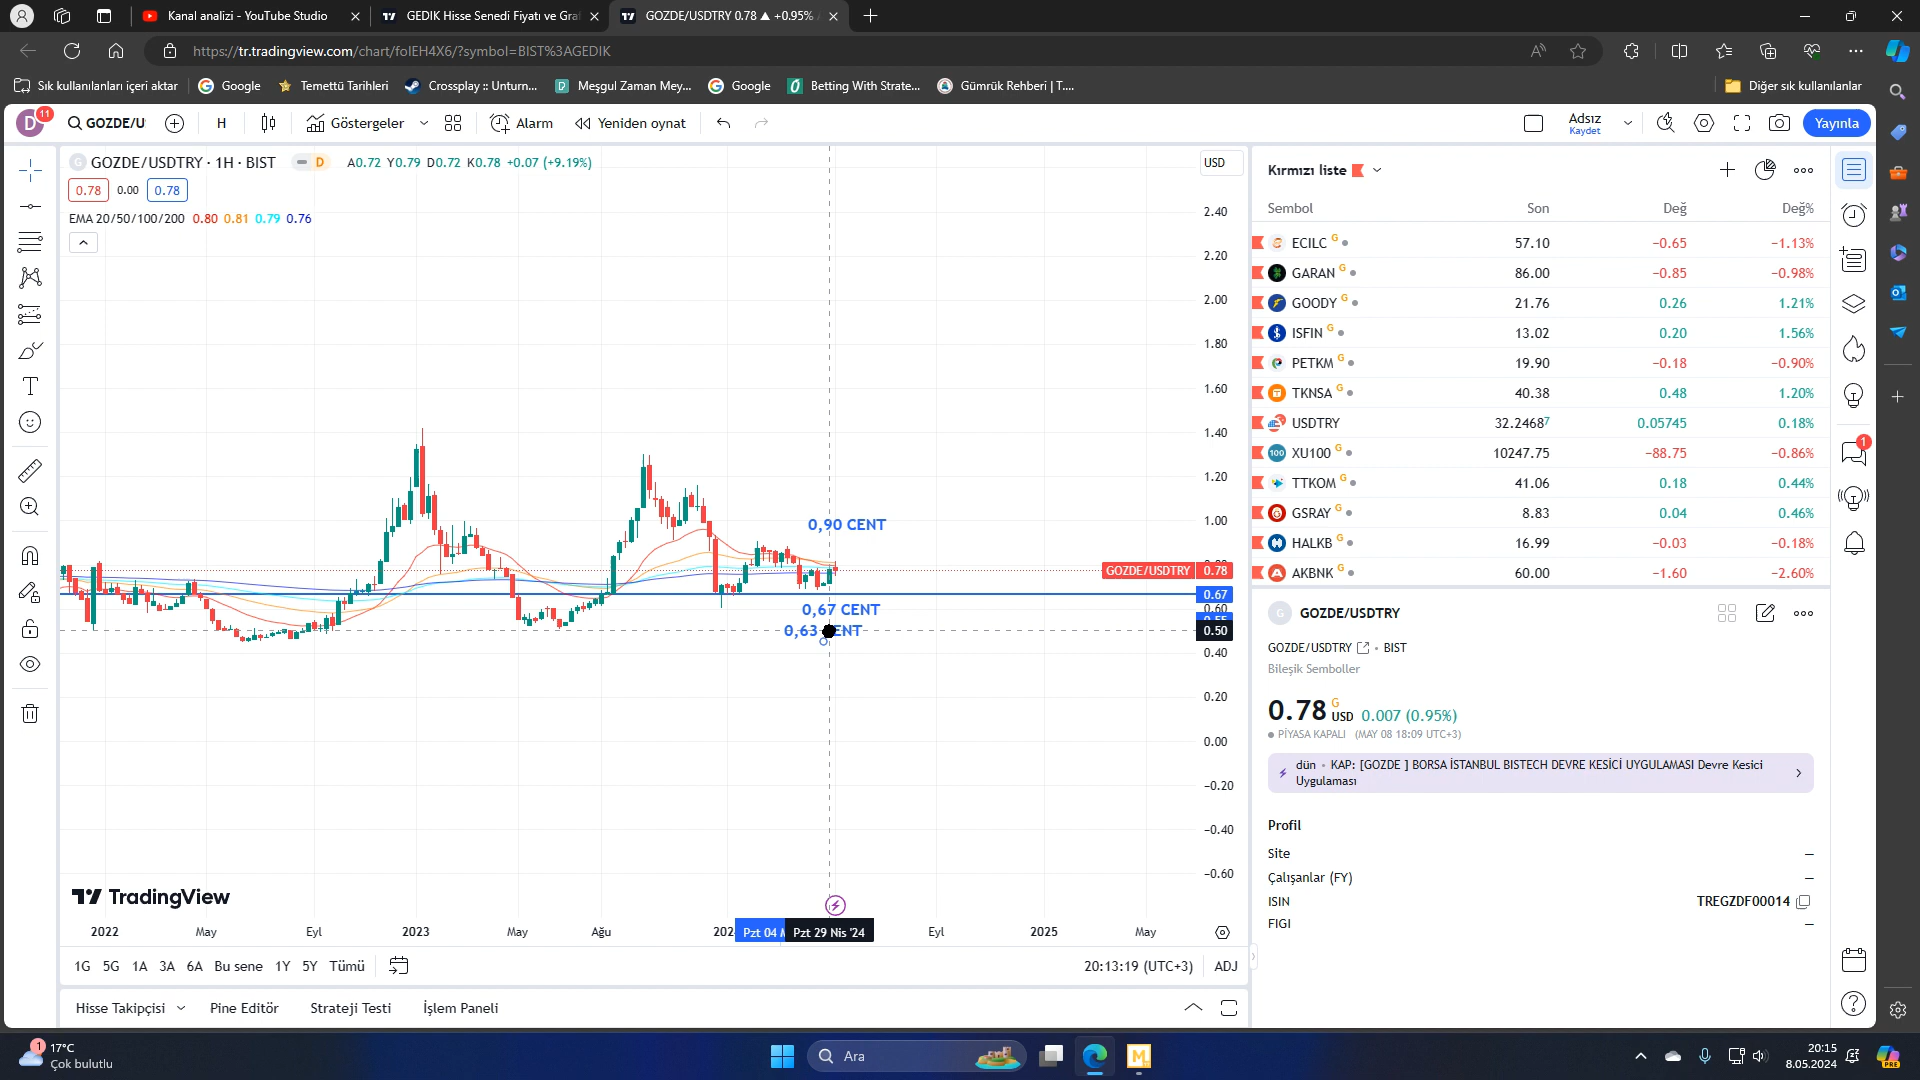 Kanal analizi - YouTube Studio
GEDIK Hisse Senedi Fiyatı ve Gra
GOZDE/USDTRY 0.78 ▲ +0.95%
https://tr.tradingview.com/chart/folEH4X6/?symbol=BIST%3AGEDIK
Sık kullanılanları içeri aktar
Google
Temettü Tarihleri
Crossplay :: Unturn...
Meşgul Zaman Mey...
Google
Betting With Strate...
Gümrük Rehberi | T....
Diğer sık kullanılanlar
D
11
GOZDE/U
H
Göstergeler
Alarm
Yeniden oynat
Adsız
Kaydet
Yayınla
GOZDE/USDTRY · 1H · BIST
D
A0.72 Y0.79 D0.72 K0.78 +0.07 (+9.19%)
USD
0.78 0.00 0.78
EMA 20/50/100/200 0.80 0.81 0.79 0.76
2.40
2.20
2.00
1.80
1.60
1.40
1.20
1.00
0,90 CENT
GOZDE/USDTRY 0.78
0.67
0.60
0,67 CENT
0,63 ENT
0.50
0.40
0.20
0.00
−0.20
−0.40
−0.60
TradingView
2022 May Eyl 2023 May Ağu 202 Pzt 04 Pzt 29 Nis '24 Eyl 2025 May
1G 5G 1A 3A 6A Bu sene 1Y 5Y Tümü
20:13:19 (UTC+3) ADJ
Hisse Takipçisi Pine Editör Strateji Testi İşlem Paneli
Kırmızı liste
Sembol Son Değ Değ%
ECILC G 57.10 −0.65 −1.13%
GARAN G 86.00 −0.85 −0.98%
GOODY G 21.76 0.26 1.21%
ISFIN G 13.02 0.20 1.56%
PETKM G 19.90 −0.18 −0.90%
TKNSA G 40.38 0.48 1.20%
USDTRY 32.2468⁷ 0.05745 0.18%
100 XU100 G 10247.75 −88.75 −0.86%
TTKOM G 41.06 0.18 0.44%
GSRAY G 8.83 0.04 0.46%
HALKB G 16.99 −0.03 −0.18%
AKBNK G 60.00 −1.60 −2.60%
1
G GOZDE/USDTRY
GOZDE/USDTRY • BIST
Bileşik Semboller
0.78 G USD 0.007 (0.95%)
PİYASA KAPALI (MAY 08 18:09 UTC+3)
dün • KAP: [GOZDE ] BORSA İSTANBUL BISTECH DEVRE KESİCİ UYGULAMASI Devre Kesici
Uygulaması
Profil
Site –
Çalışanlar (FY) –
ISIN TREGZDF00014
FIGI –
1
17°C
Çok bulutlu
Ara
20:15
8.05.2024
PRE